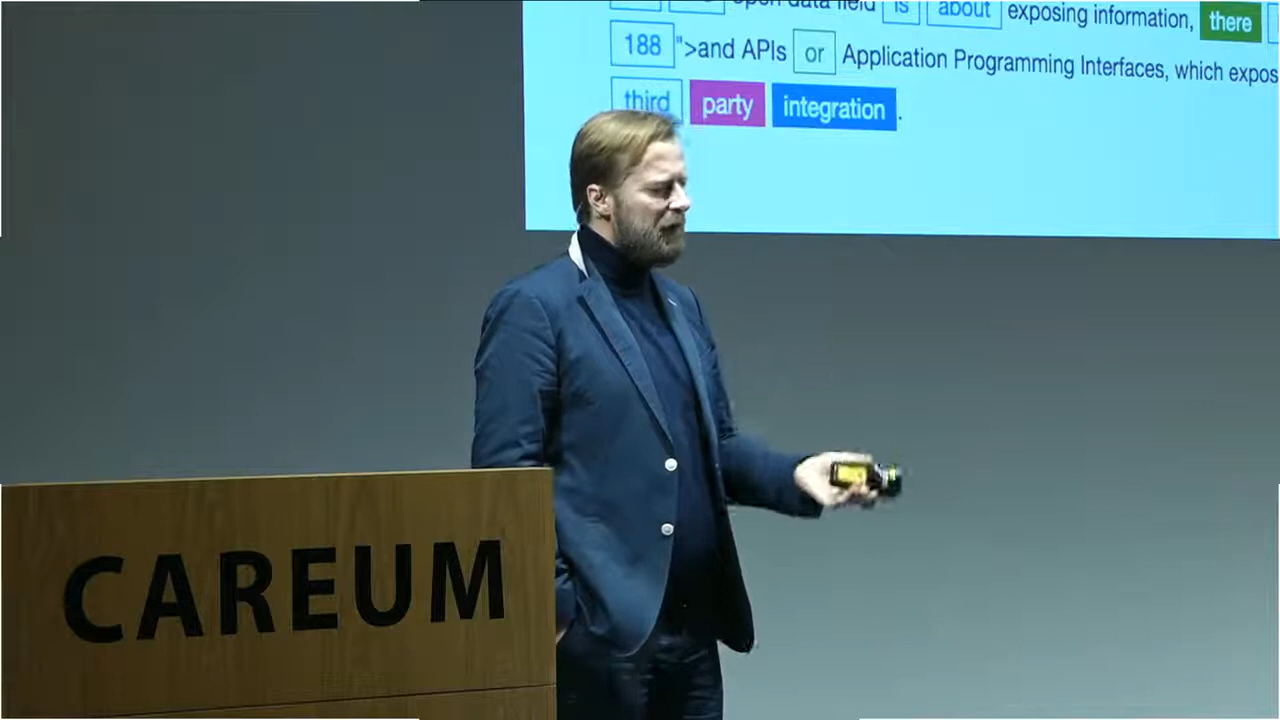 open data field is about exposing information, there
188 ">and APIs or Application Programming Interfaces, which expos
third party integration.
CAREUM